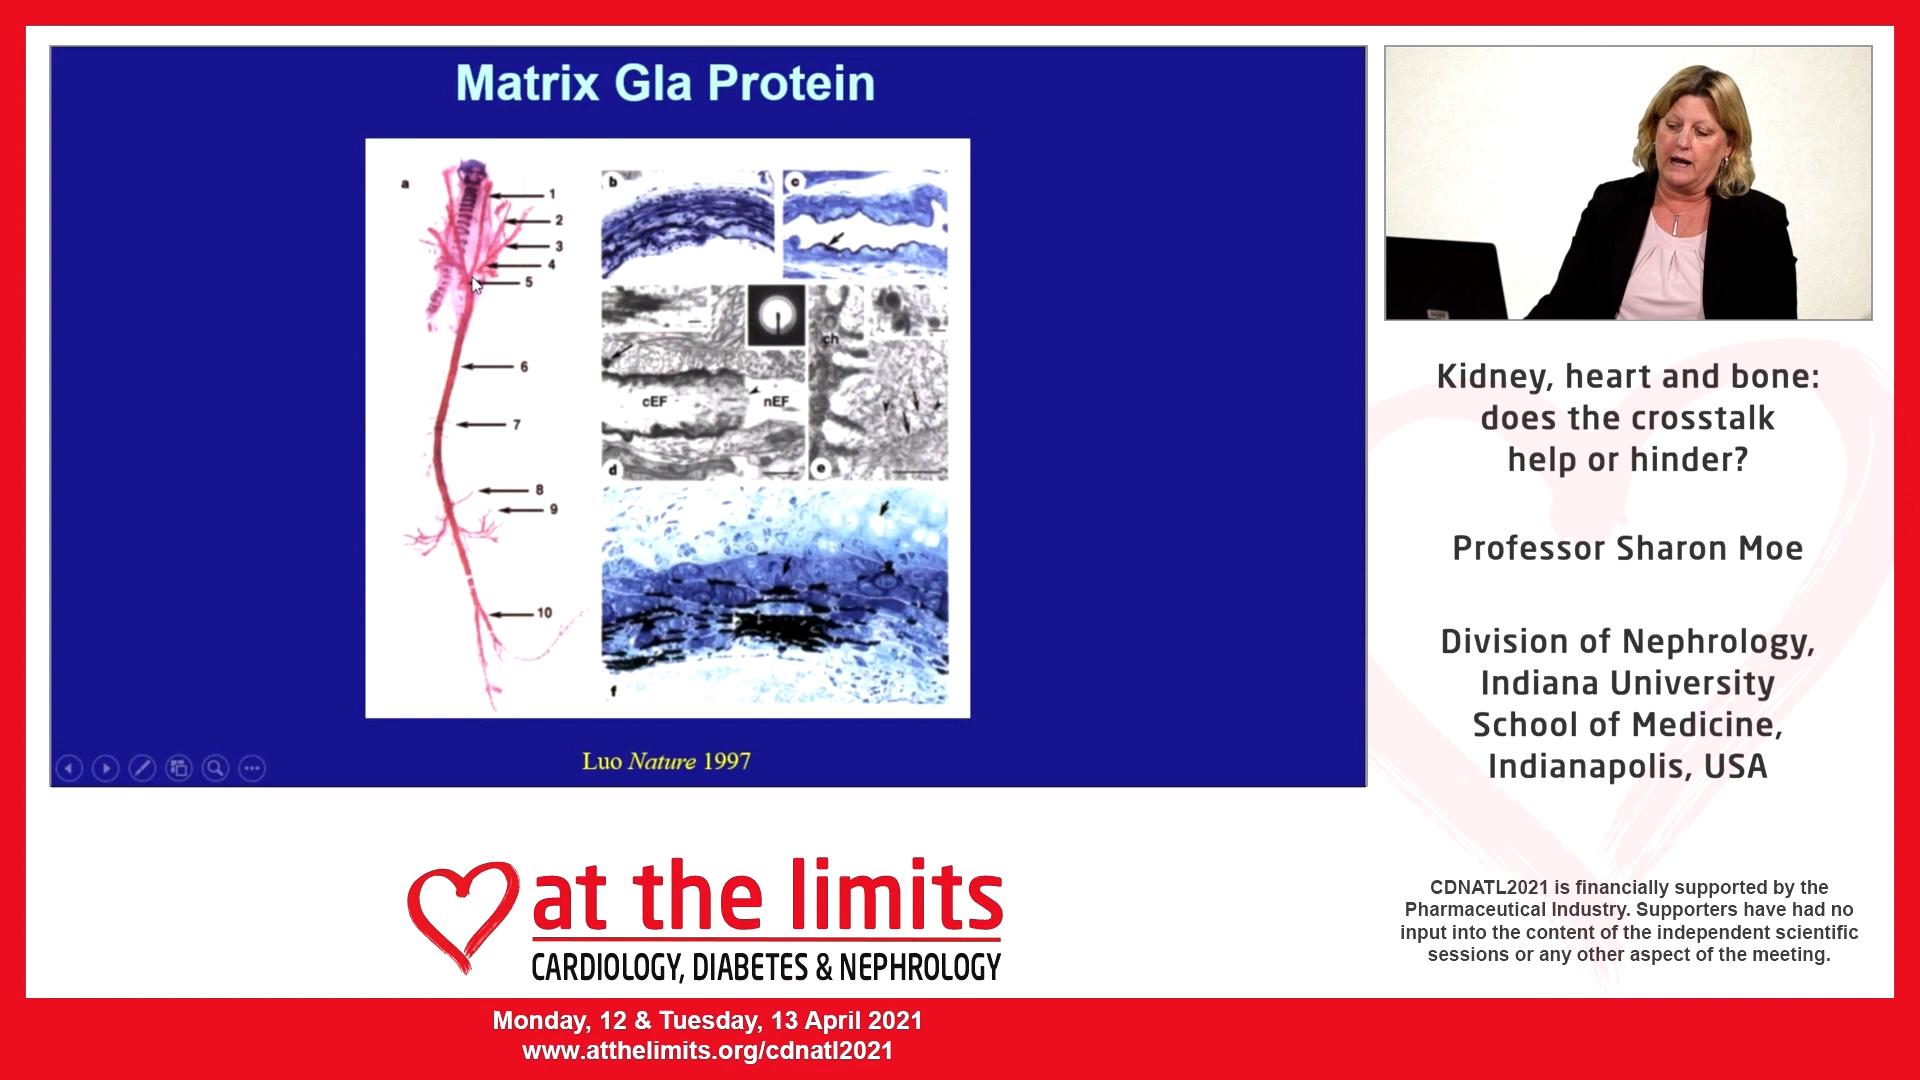 Matrix Gla Protein
a
1
2
3
4
5
6
7
8
9
10
b
c
ch
cEF
nEF
d
e
f
Luo Nature 1997
Kidney, heart and bone:
does the crosstalk
help or hinder?
Professor Sharon Moe
Division of Nephrology,
Indiana University
School of Medicine,
Indianapolis, USA
CDNATL2021 is financially supported by the
Pharmaceutical Industry. Supporters have had no
input into the content of the independent scientific
sessions or any other aspect of the meeting.
at the limits
CARDIOLOGY, DIABETES & NEPHROLOGY
Monday, 12 & Tuesday, 13 April 2021
www.atthelimits.org/cdnatl2021